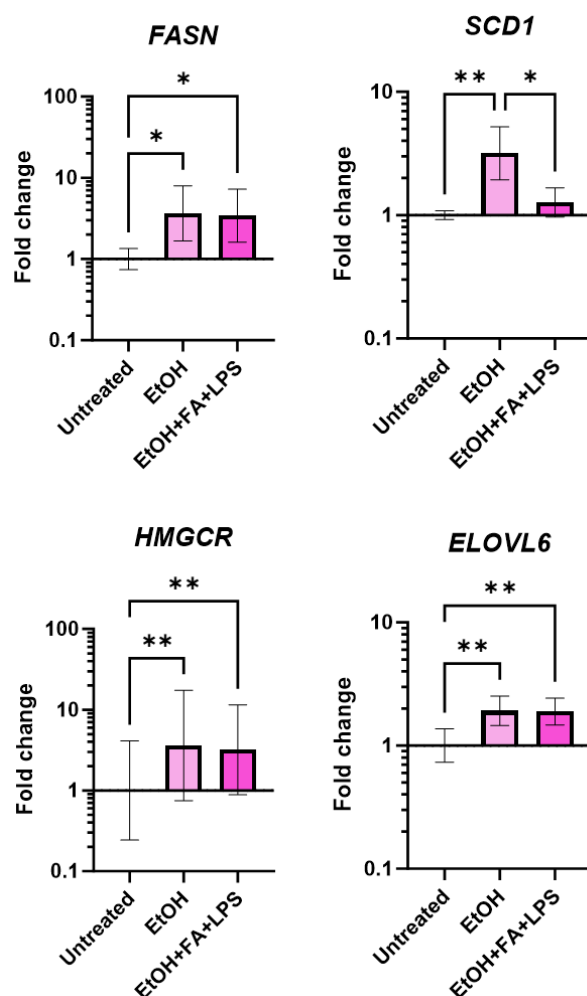 FASN
Fold change
100
10
1
0.1
*
*
Untreated
EtOH
EtOH+FA+LPS
SCD1
Fold change
10
1
0.1
**
*
Untreated
EtOH
EtOH+FA+LPS
HMGCR
Fold change
100
10
1
0.1
**
**
Untreated
EtOH
EtOH+FA+LPS
ELOVL6
Fold change
10
1
0.1
**
**
Untreated
EtOH
EtOH+FA+LPS